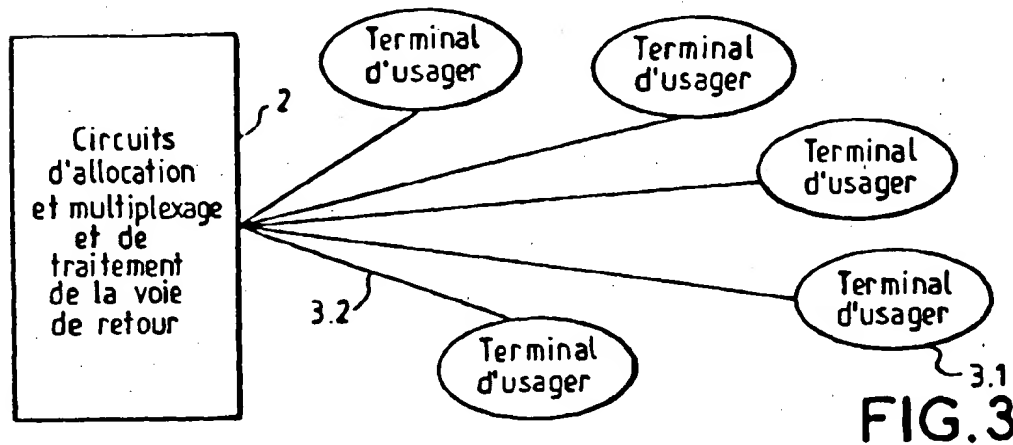 Circuits
d'allocation
et multiplexage
et de
traitement
de la voie
de retour
2
Terminal
d'usager
Terminal
d'usager
Terminal
d'usager
Terminal
d'usager
3.1
Terminal
d'usager
3.2
FIG.3